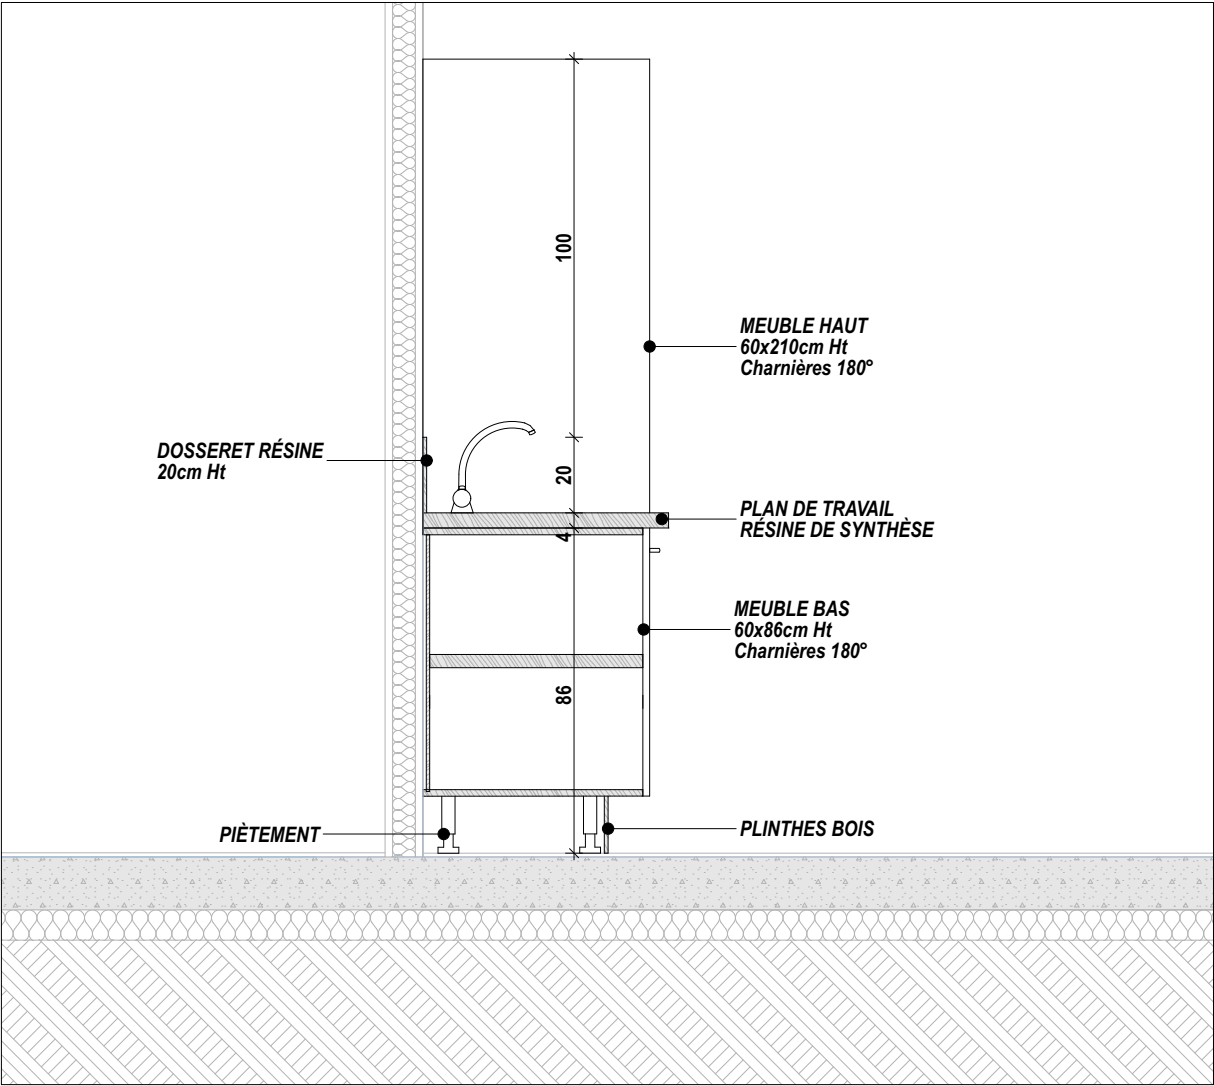 100
MEUBLE HAUT
60x210cm Ht
Charnières 180°
DOSSERET RÉSINE
20cm Ht
20
PLAN DE TRAVAIL
RÉSINE DE SYNTHÈSE
4
MEUBLE BAS
60x86cm Ht
Charnières 180°
86
PIÈTEMENT
PLINTHES BOIS